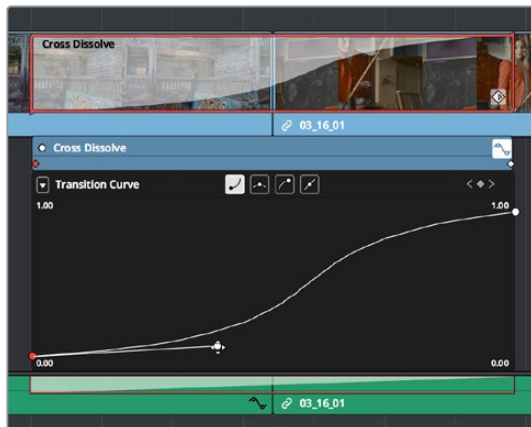 Cross Dissolve
03_16_01
Cross Dissolve
Transition Curve
1.00 1.00
0.00 0.00
03_16_01